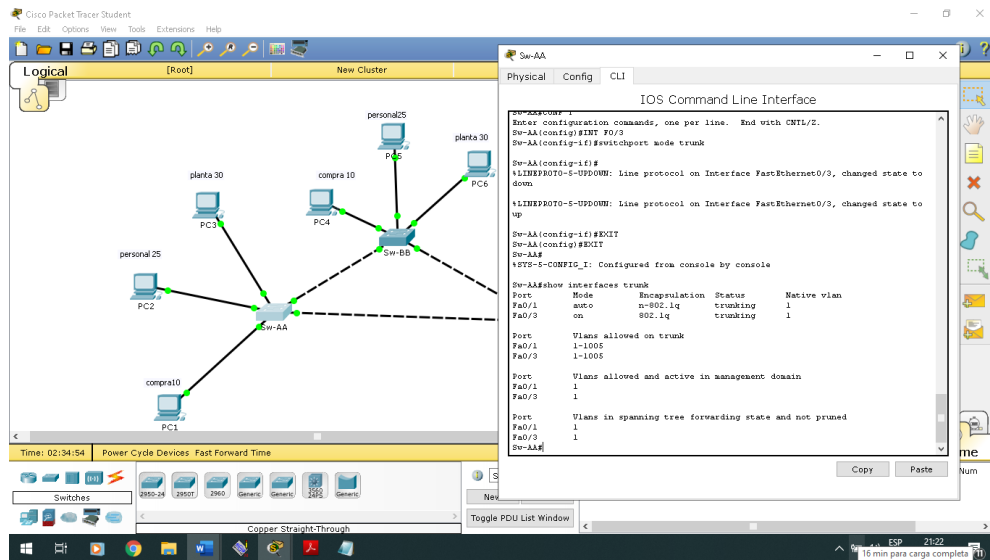 Cisco Packet Tracer Student
File Edit Options View Tools Extensions Help
Logical
[Root]
New Cluster
personal25
PC5
planta 30
PC6
planta 30
PC3
compra 10
PC4
Sw-BB
personal 25
PC2
Sw-AA
compra10
PC1
Time: 02:34:54 Power Cycle Devices Fast Forward Time
Switches
2950-24
2950T
2960
Generic
Generic
3560
24PS
Generic
Copper Straight-Through
New
Toggle PDU List Window
Num
Sw-AA
Physical Config CLI
IOS Command Line Interface
Enter configuration commands, one per line. End with CNTL/Z.
Sw-AA(config)#INT F0/3
Sw-AA(config-if)#switchport mode trunk
Sw-AA(config-if)#
%LINEPROTO-5-UPDOWN: Line protocol on Interface FastEthernet0/3, changed state to
down
%LINEPROTO-5-UPDOWN: Line protocol on Interface FastEthernet0/3, changed state to
up
Sw-AA(config-if)#EXIT
Sw-AA(config)#EXIT
Sw-AA#
%SYS-5-CONFIG_I: Configured from console by console
Sw-AA#show interfaces trunk
Port Mode Encapsulation Status Native vlan
Fa0/1 auto n-802.1q trunking 1
Fa0/3 on 802.1q trunking 1
Port Vlans allowed on trunk
Fa0/1 1-1005
Fa0/3 1-1005
Port Vlans allowed and active in management domain
Fa0/1 1
Fa0/3 1
Port Vlans in spanning tree forwarding state and not pruned
Fa0/1 1
Fa0/3 1
Sw-AA#
Copy Paste
ESP 21:22
16 min para carga completa